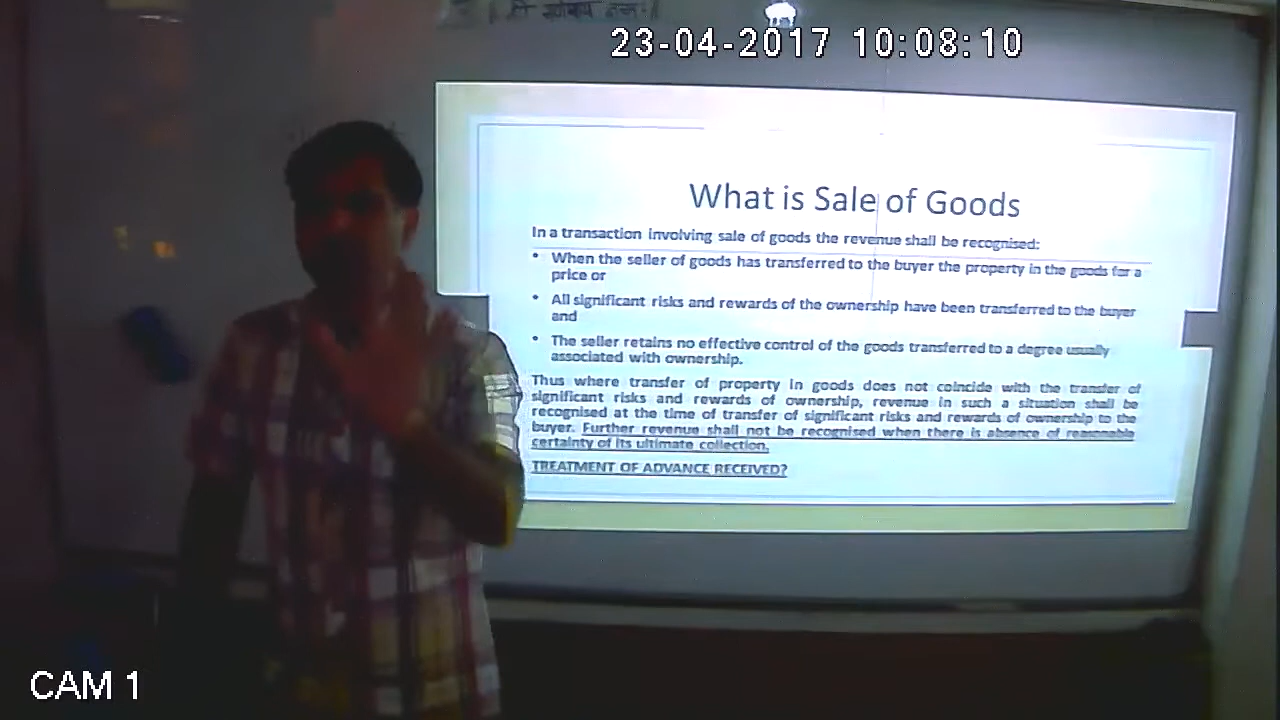 23-04-2017 10:08:10
What is Sale of Goods
In a transaction involving sale of goods the revenue shall be recognised:
• When the seller of goods has transferred to the buyer the property in the goods for a
price or
• All significant risks and rewards of the ownership have been transferred to the buyer
and
• The seller retains no effective control of the goods transferred to a degree usually
associated with ownership.
Thus where transfer of property in goods does not coincide with the transfer of
significant risks and rewards of ownership, revenue in such a situation shall be
recognised at the time of transfer of significant risks and rewards of ownership to the
buyer. Further revenue shall not be recognised when there is absence of reasonable
certainty of its ultimate collection.
TREATMENT OF ADVANCE RECEIVED?
CAM 1